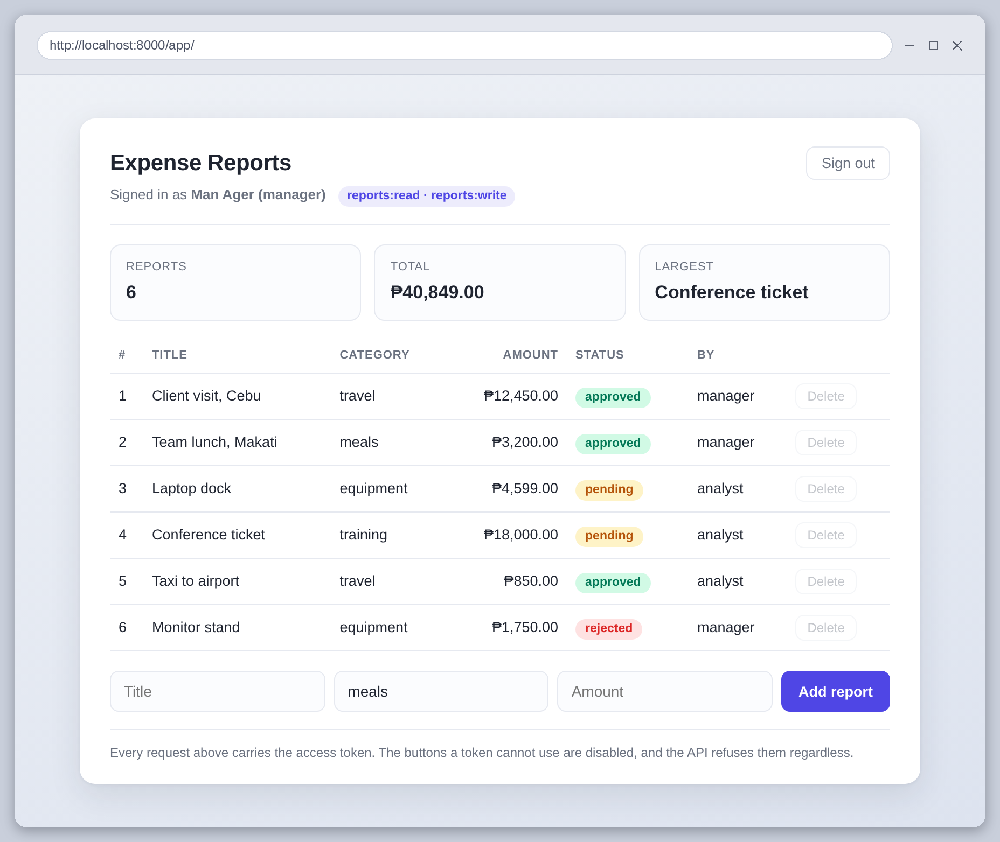 http://localhost:8000/app/
Expense Reports
Sign out
Signed in as Man Ager (manager) reports:read · reports:write
REPORTS TOTAL LARGEST
6 ₱40,849.00 Conference ticket
# TITLE CATEGORY AMOUNT STATUS BY
1 Client visit, Cebu travel ₱12,450.00 approved manager Delete
2 Team lunch, Makati meals ₱3,200.00 approved manager Delete
3 Laptop dock equipment ₱4,599.00 pending analyst Delete
4 Conference ticket training ₱18,000.00 pending analyst Delete
5 Taxi to airport travel ₱850.00 approved analyst Delete
6 Monitor stand equipment ₱1,750.00 rejected manager Delete
Title meals Amount Add report
Every request above carries the access token. The buttons a token cannot use are disabled, and the API refuses them regardless.